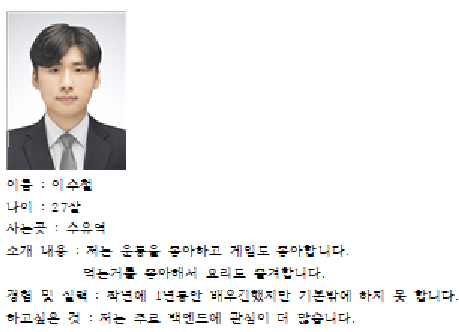 이름 : 이수철
나이 : 27살
사는곳 : 수유역
소개 내용 : 저는 운동을 좋아하고 게임도 좋아합니다.
먹는거를 좋아해서 요리도 즐겨합니다.
경험 및 실력 : 작년에 1년동안 배우긴했지만 기본밖에 하지 못 합니다.
하고싶은 것 : 저는 주로 백엔드에 관심이 더 많습니다.